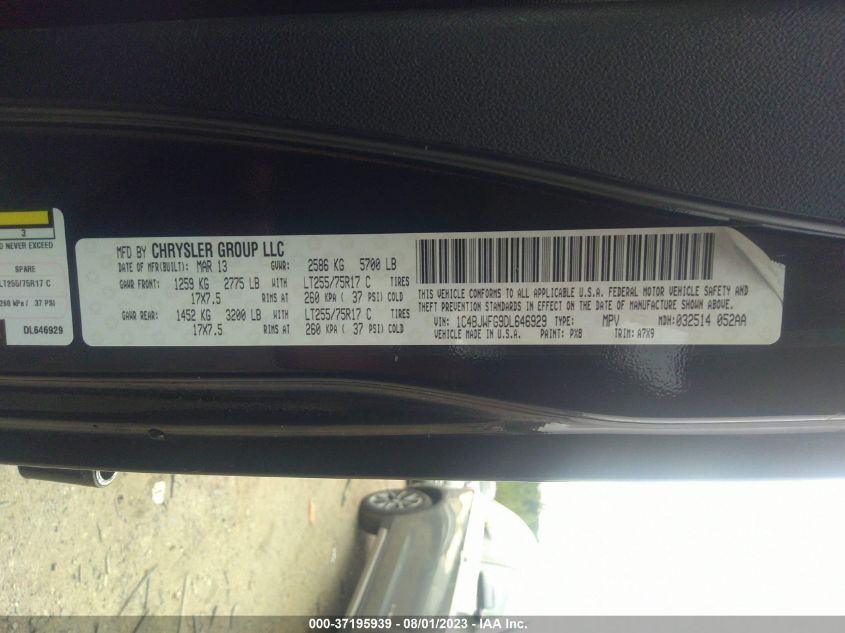 3
D NEVER EXCEED
SPARE
LT255/75R17 C
260 kPa / 37 PSI
DL646929
MFD BY CHRYSLER GROUP LLC
DATE OF MFR(BUILT): MAR 13 GVWR: 2586 KG 5700 LB
GAWR FRONT: 1259 KG 2775 LB WITH LT255/75R17 C TIRES
17X7.5 RIMS AT 260 KPA ( 37 PSI) COLD
GAWR REAR: 1452 KG 3200 LB WITH LT255/75R17 C TIRES
17X7.5 RIMS AT 260 KPA ( 37 PSI) COLD
THIS VEHICLE CONFORMS TO ALL APPLICABLE U.S.A. FEDERAL MOTOR VEHICLE SAFETY AND
THEFT PREVENTION STANDARDS IN EFFECT ON THE DATE OF MANUFACTURE SHOWN ABOVE.
VIN: 1C4BJWFG9DL646929 TYPE: MPV MDH:032514 052AA
VEHICLE MADE IN U.S.A. PAINT: PX8 TRIM: A7X9
000-37195939 - 08/01/2023 - IAAI.COM